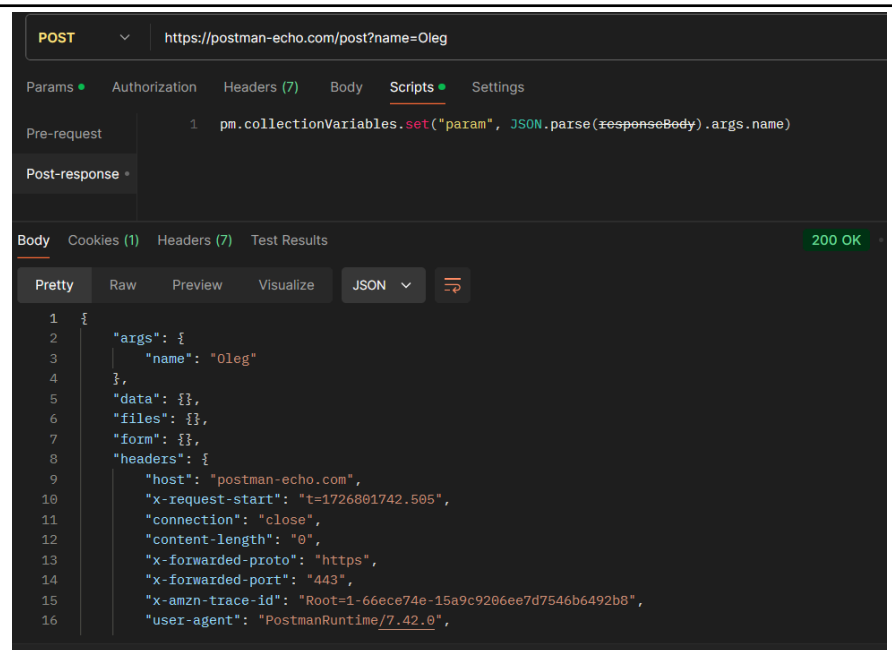 POST https://postman-echo.com/post?name=Oleg
Params Authorization Headers (7) Body Scripts Settings
Pre-request
Post-response
1 pm.collectionVariables.set("param", JSON.parse(responseBody).args.name)
Body Cookies (1) Headers (7) Test Results 200 OK
Pretty Raw Preview Visualize JSON
1 {
2 "args": {
3 "name": "Oleg"
4 },
5 "data": {},
6 "files": {},
7 "form": {},
8 "headers": {
9 "host": "postman-echo.com",
10 "x-request-start": "t=1726801742.505",
11 "connection": "close",
12 "content-length": "0",
13 "x-forwarded-proto": "https",
14 "x-forwarded-port": "443",
15 "x-amzn-trace-id": "Root=1-66ece74e-15a9c9206ee7d7546b6492b8",
16 "user-agent": "PostmanRuntime/7.42.0",